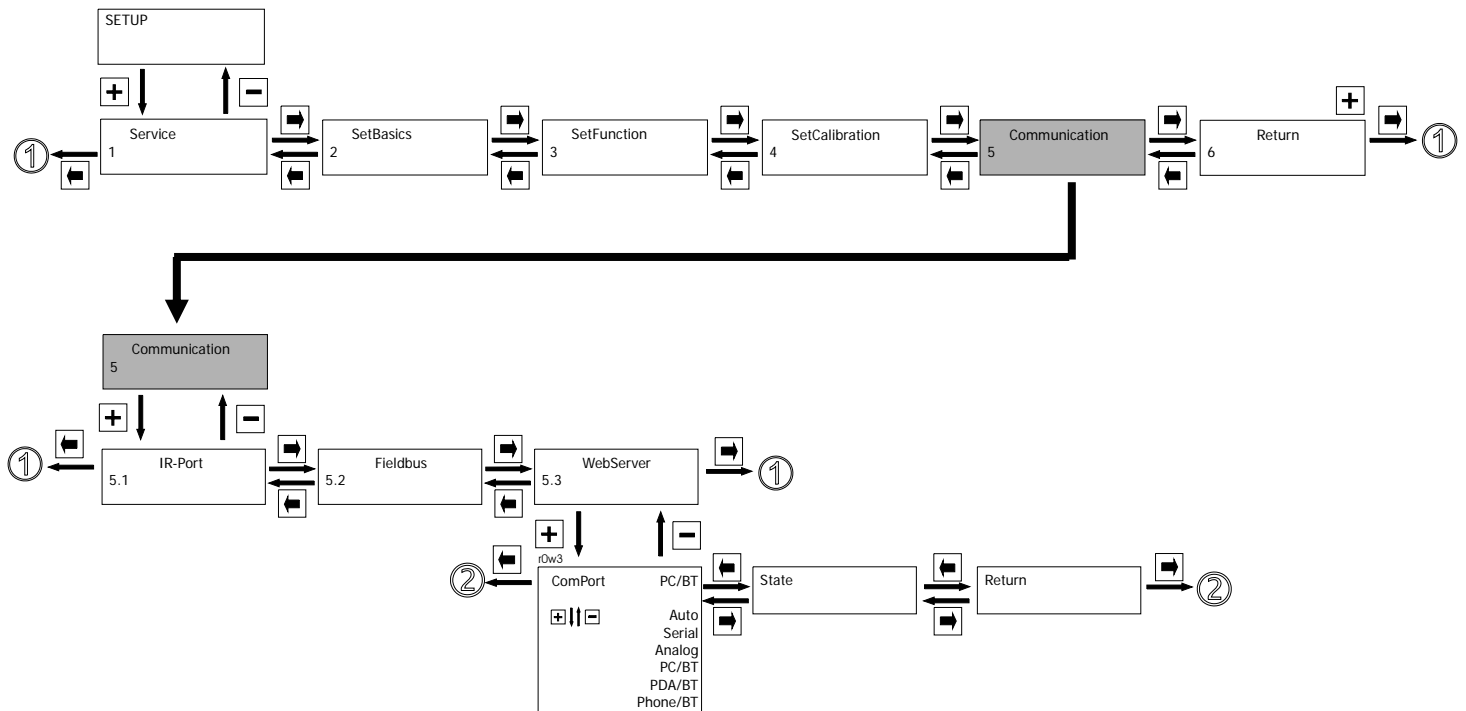 SETUP
Service
1
SetBasics
2
SetFunction
3
SetCalibration
4
Communication
5
Return
6
①
①
Communication
5
IR-Port
5.1
Fieldbus
5.2
WebServer
5.3
①
①
r0w3
ComPort PC/BT
Auto
Serial
Analog
PC/BT
PDA/BT
Phone/BT
State
Return
②
②